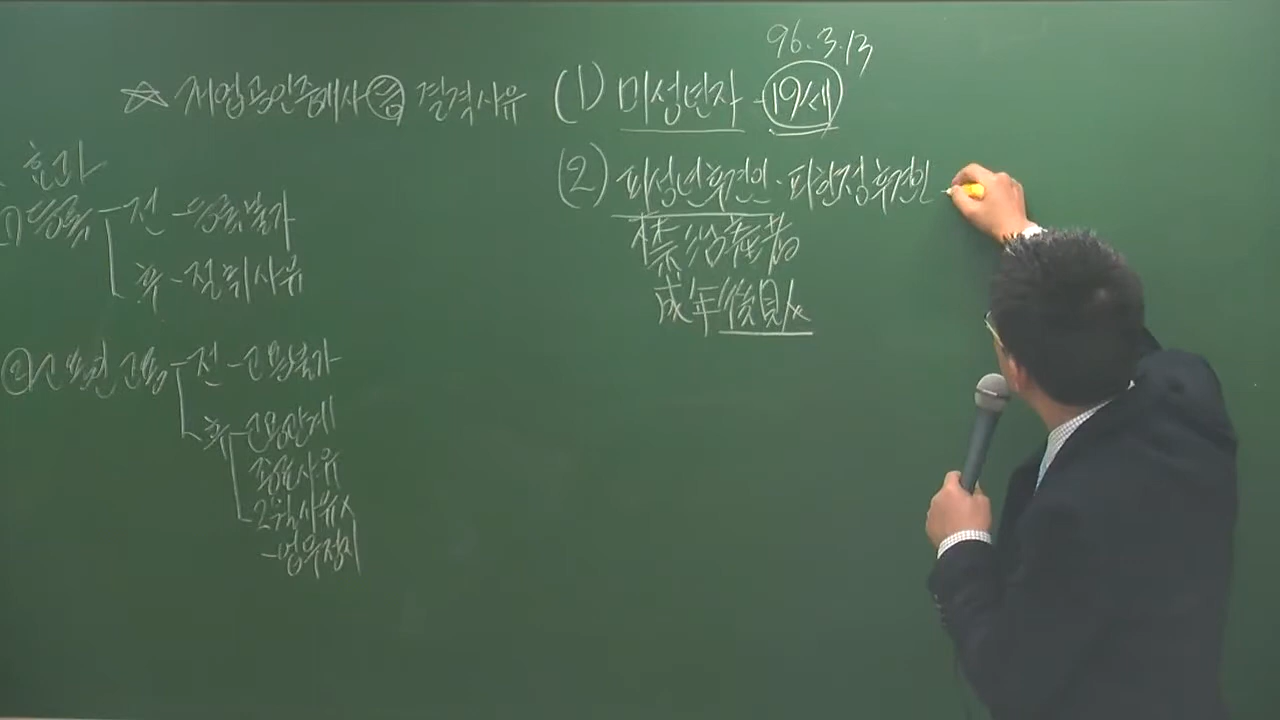 ☆ 개업공인중개사 등 결격사유
효과
① 등록 전 - 등록불가
후 - 절취사유
② 고용인 고용 전 - 고용불가
후 - 고용관계
종료사유
2월 사유X
- 업무정지
96. 3. 13
(1) 미성년자 - 19세
(2) 피성년후견인 · 피한정후견인
禁治産者
成年後見人